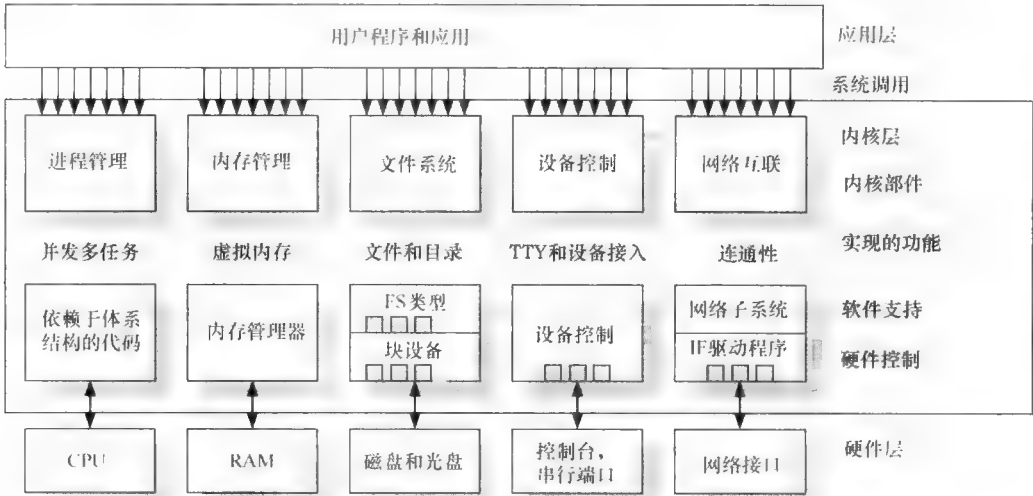 用户程序和应用 应用层
系统调用
进程管理 内存管理 文件系统 设备控制 网络互联 内核层
内核部件
并发多任务 虚拟内存 文件和目录 TTY和设备接入 连通性 实现的功能
依赖于体系
结构的代码
内存管理器
FS类型
块设备
设备控制
网络子系统
IF驱动程序
软件支持
硬件控制
CPU RAM 磁盘和光盘 控制台,
串行端口
网络接口 硬件层